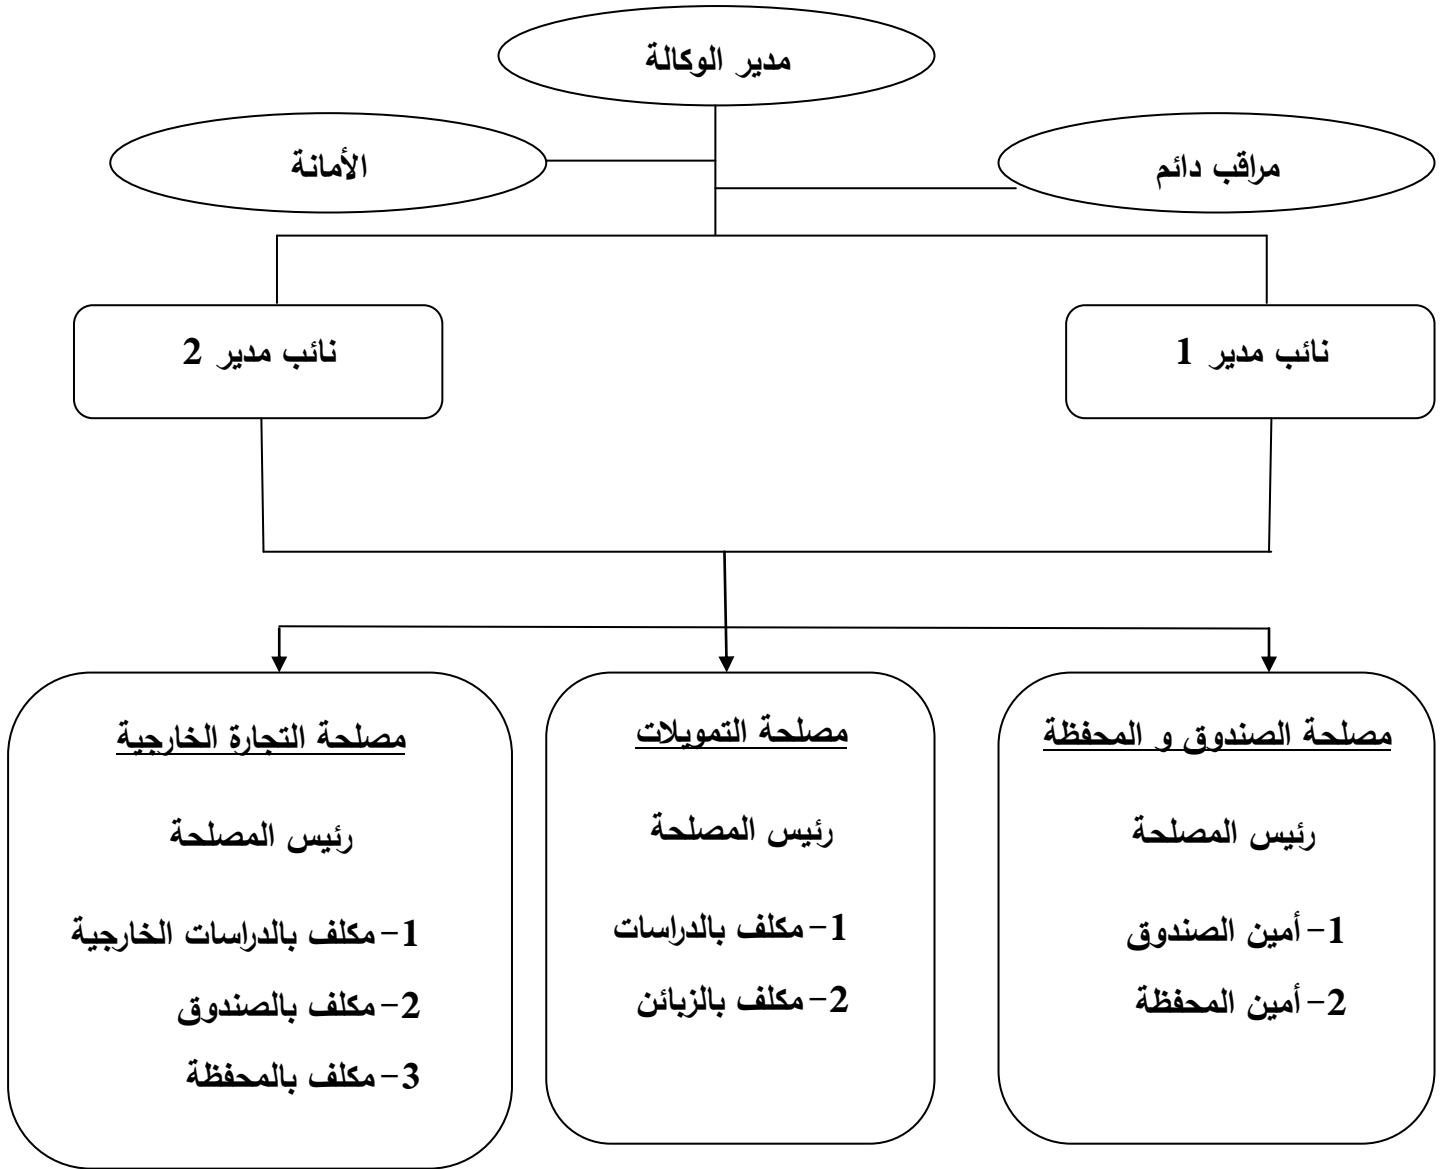 مدير الوكالة
مراقب دائم
الأمانة
نائب مدير 1
نائب مدير 2
مصلحة الصندوق و المحفظة
رئيس المصلحة
1- أمين الصندوق
2- أمين المحفظة
مصلحة التمويلات
رئيس المصلحة
1- مكلف بالدراسات
2- مكلف بالزبائن
مصلحة التجارة الخارجية
رئيس المصلحة
1- مكلف بالدراسات الخارجية
2- مكلف بالصندوق
3- مكلف بالمحفظة